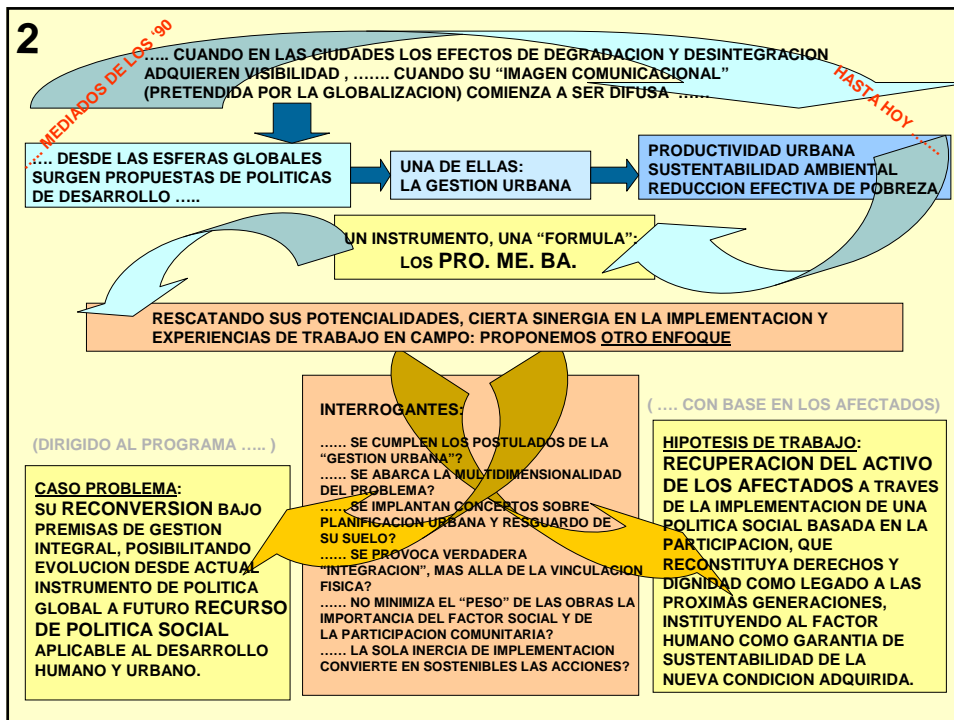 2
..... MEDIADOS DE LOS '90
..... CUANDO EN LAS CIUDADES LOS EFECTOS DE DEGRADACION Y DESINTEGRACION
ADQUIEREN VISIBILIDAD , ....... CUANDO SU “IMAGEN COMUNICACIONAL”
(PRETENDIDA POR LA GLOBALIZACION) COMIENZA A SER DIFUSA ......
HASTA HOY ......
.... DESDE LAS ESFERAS GLOBALES
SURGEN PROPUESTAS DE POLITICAS
DE DESARROLLO .....
UNA DE ELLAS:
LA GESTION URBANA
PRODUCTIVIDAD URBANA
SUSTENTABILIDAD AMBIENTAL
REDUCCION EFECTIVA DE POBREZA
UN INSTRUMENTO, UNA “FORMULA”:
LOS PRO. ME. BA.
RESCATANDO SUS POTENCIALIDADES, CIERTA SINERGIA EN LA IMPLEMENTACION Y
EXPERIENCIAS DE TRABAJO EN CAMPO: PROPONEMOS OTRO ENFOQUE
(DIRIGIDO AL PROGRAMA ..... )
CASO PROBLEMA:
SU RECONVERSION BAJO
PREMISAS DE GESTION
INTEGRAL, POSIBILITANDO
EVOLUCION DESDE ACTUAL
INSTRUMENTO DE POLITICA
GLOBAL A FUTURO RECURSO
DE POLITICA SOCIAL
APLICABLE AL DESARROLLO
HUMANO Y URBANO.
INTERROGANTES:
...... SE CUMPLEN LOS POSTULADOS DE LA
“GESTION URBANA”?
...... SE ABARCA LA MULTIDIMENSIONALIDAD
DEL PROBLEMA?
...... SE IMPLANTAN CONCEPTOS SOBRE
PLANIFICACION URBANA Y RESGUARDO DE
SU SUELO?
...... SE PROVOCA VERDADERA
“INTEGRACION”, MAS ALLA DE LA VINCULACION
FISICA?
...... NO MINIMIZA EL “PESO” DE LAS OBRAS LA
IMPORTANCIA DEL FACTOR SOCIAL Y DE
LA PARTICIPACION COMUNITARIA?
...... LA SOLA INERCIA DE IMPLEMENTACION
CONVIERTE EN SOSTENIBLES LAS ACCIONES?
( .... CON BASE EN LOS AFECTADOS)
HIPOTESIS DE TRABAJO:
RECUPERACION DEL ACTIVO
DE LOS AFECTADOS A TRAVES
DE LA IMPLEMENTACION DE UNA
POLITICA SOCIAL BASADA EN LA
PARTICIPACION, QUE
RECONSTITUYA DERECHOS Y
DIGNIDAD COMO LEGADO A LAS
PROXIMAS GENERACIONES,
INSTITUYENDO AL FACTOR
HUMANO COMO GARANTIA DE
SUSTENTABILIDAD DE LA
NUEVA CONDICION ADQUIRIDA.